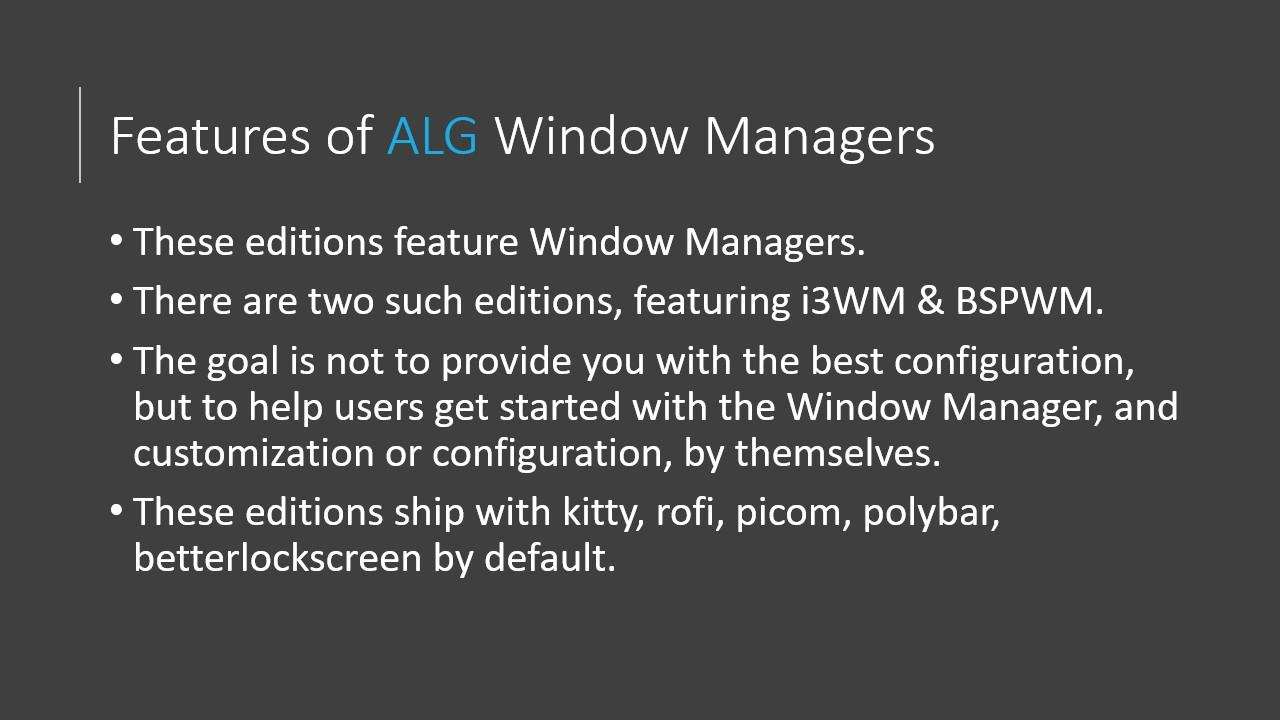 Features of ALG Window Managers
• These editions feature Window Managers.
• There are two such editions, featuring i3WM & BSPWM.
• The goal is not to provide you with the best configuration,
but to help users get started with the Window Manager, and
customization or configuration, by themselves.
• These editions ship with kitty, rofi, picom, polybar,
betterlockscreen by default.